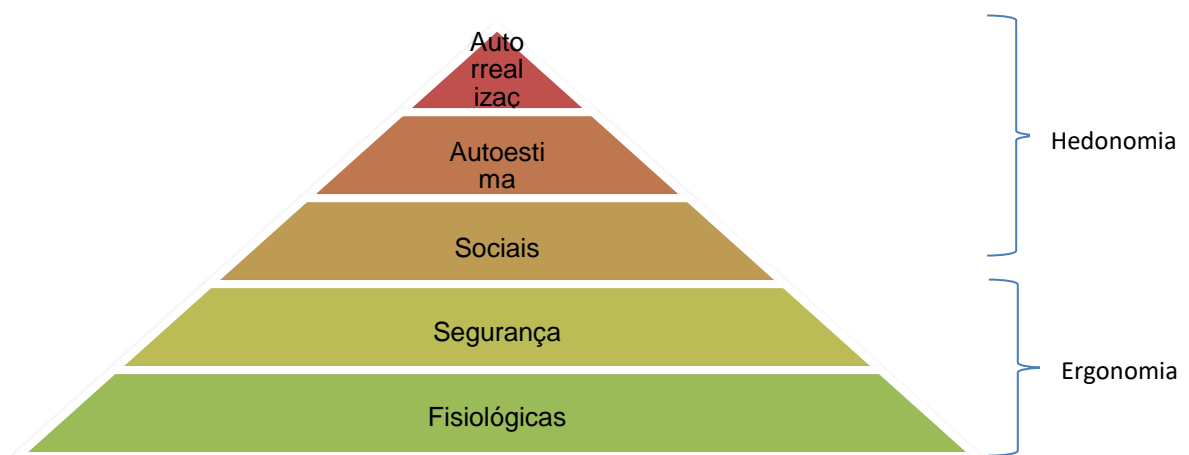 Auto
rreal
izaç
Hedonomia
Autoesti
ma
Sociais
Segurança
Ergonomia
Fisiológicas